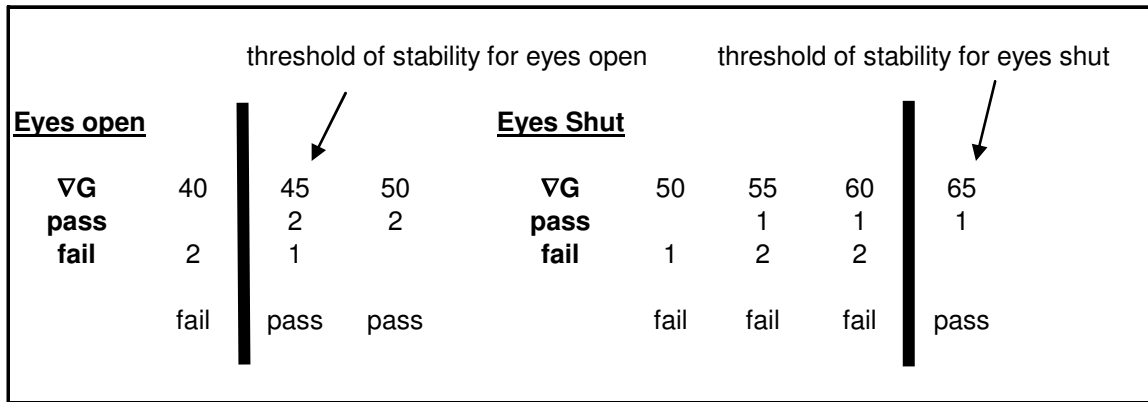 threshold of stability for eyes open threshold of stability for eyes shut
Eyes open Eyes Shut
∇G 40 45 50 ∇G 50 55 60 65
pass 2 2 pass 1 1 1
fail 2 1 fail 1 2 2
fail pass pass fail fail fail pass